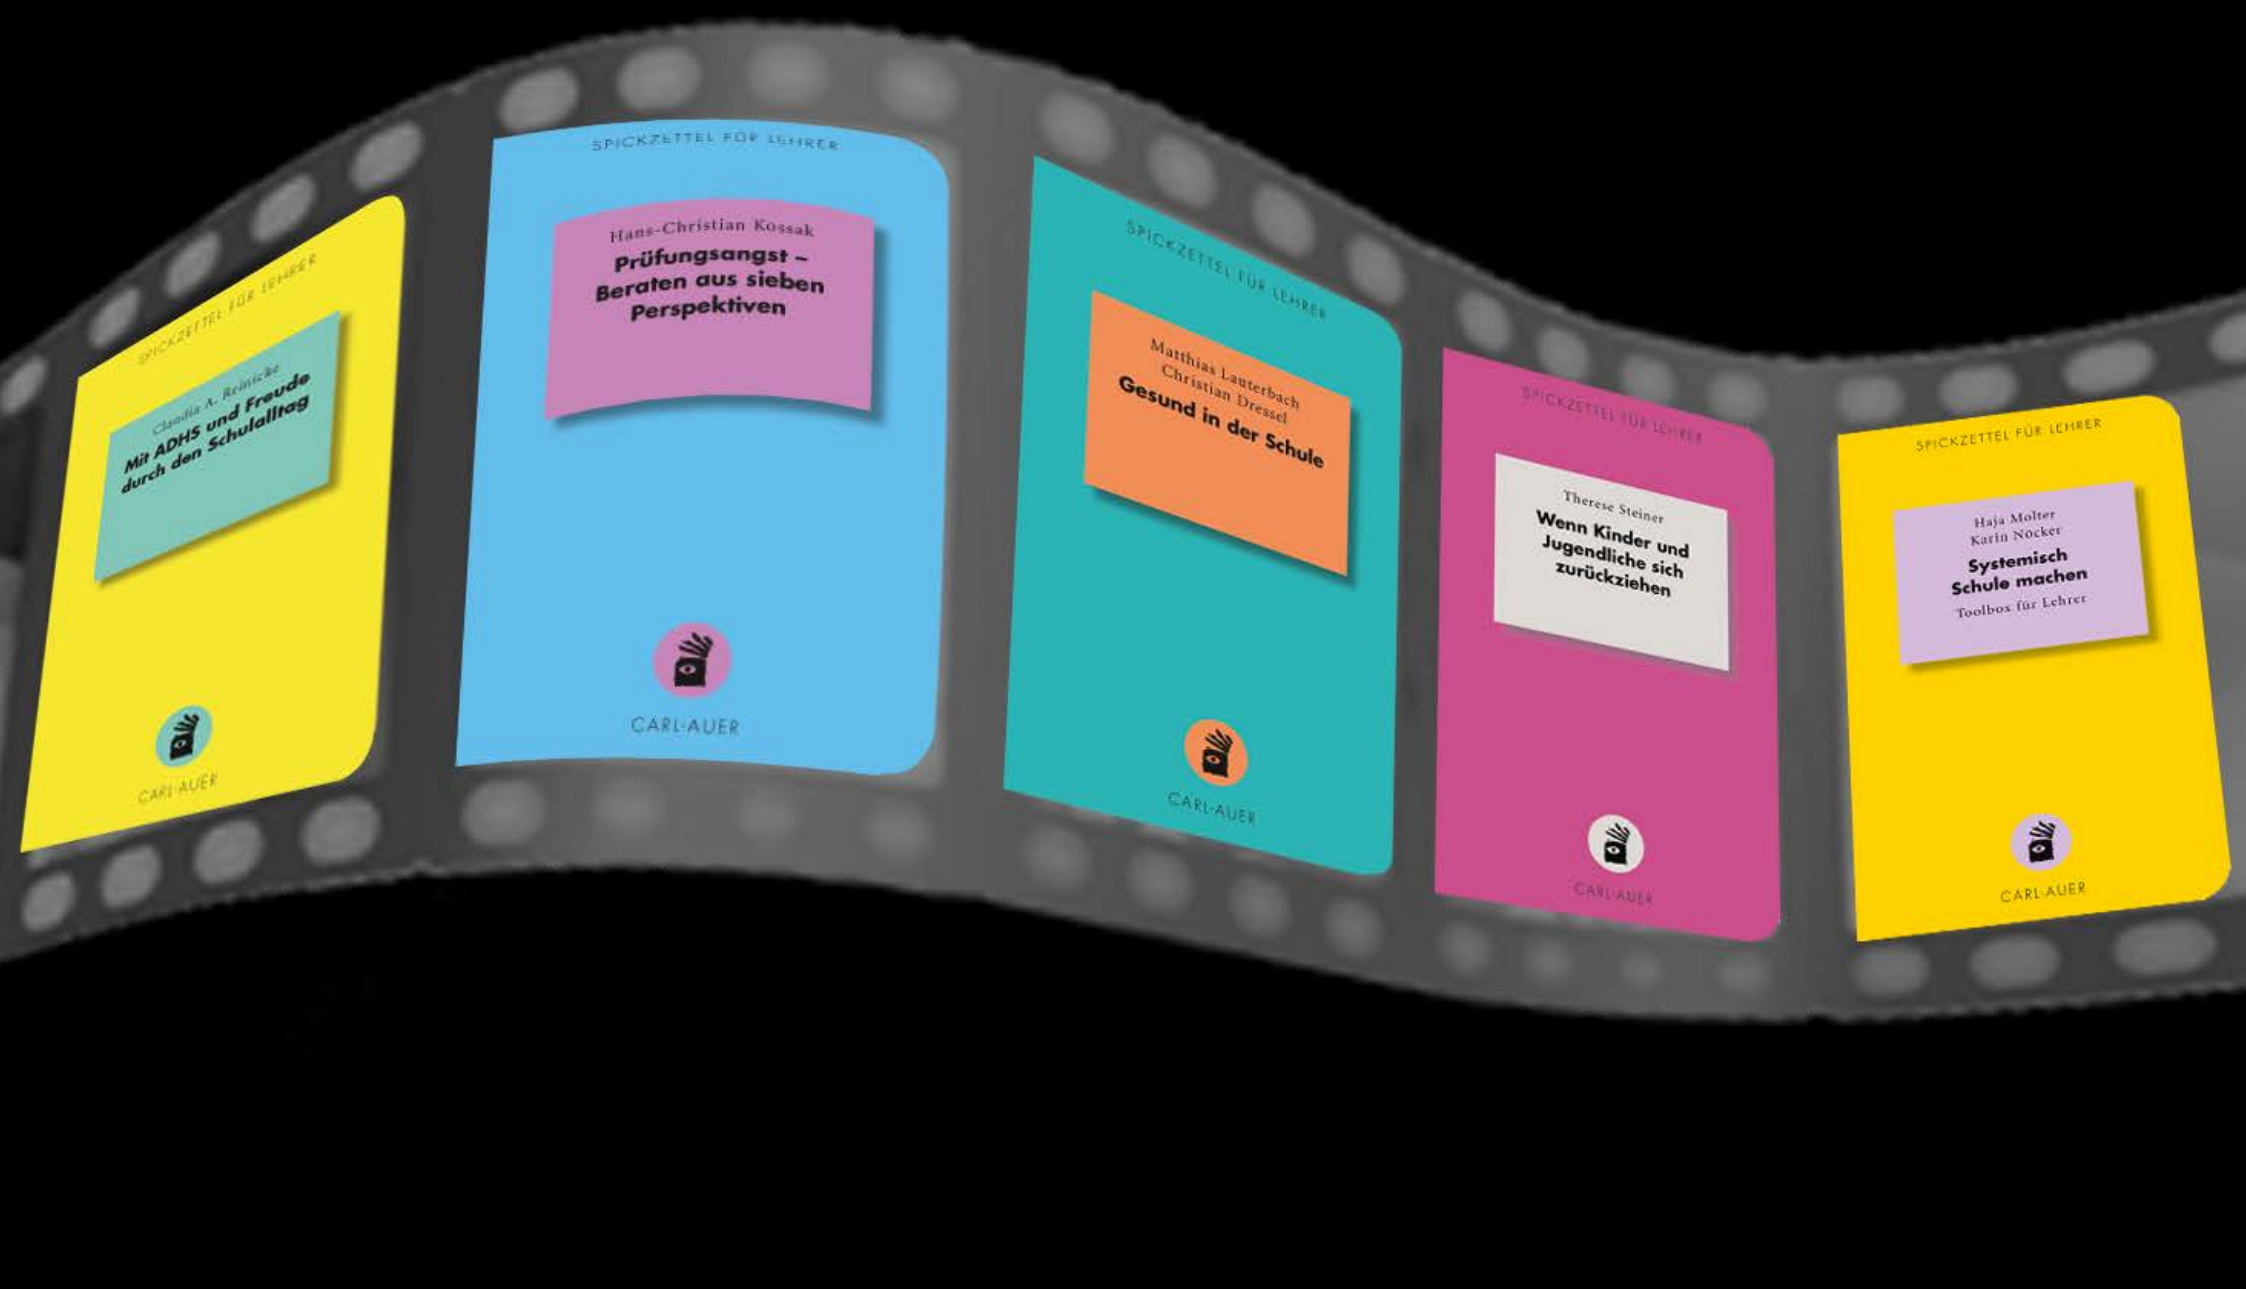 SPICKZETTEL FÜR LEHRER
Claudia A. Reinicke
Mit ADHS und Freude
durch den Schulalltag
CARL-AUER
SPICKZETTEL FÜR LEHRER
Hans-Christian Kossak
Prüfungsangst –
Beraten aus sieben
Perspektiven
CARL-AUER
SPICKZETTEL FÜR LEHRER
Matthias Lauterbach
Christian Dressel
Gesund in der Schule
CARL-AUER
SPICKZETTEL FÜR LEHRER
Therese Steiner
Wenn Kinder und
Jugendliche sich
zurückziehen
CARL-AUER
SPICKZETTEL FÜR LEHRER
Haja Molter
Karin Nöcker
Systemisch
Schule machen
Toolbox für Lehrer
CARL-AUER